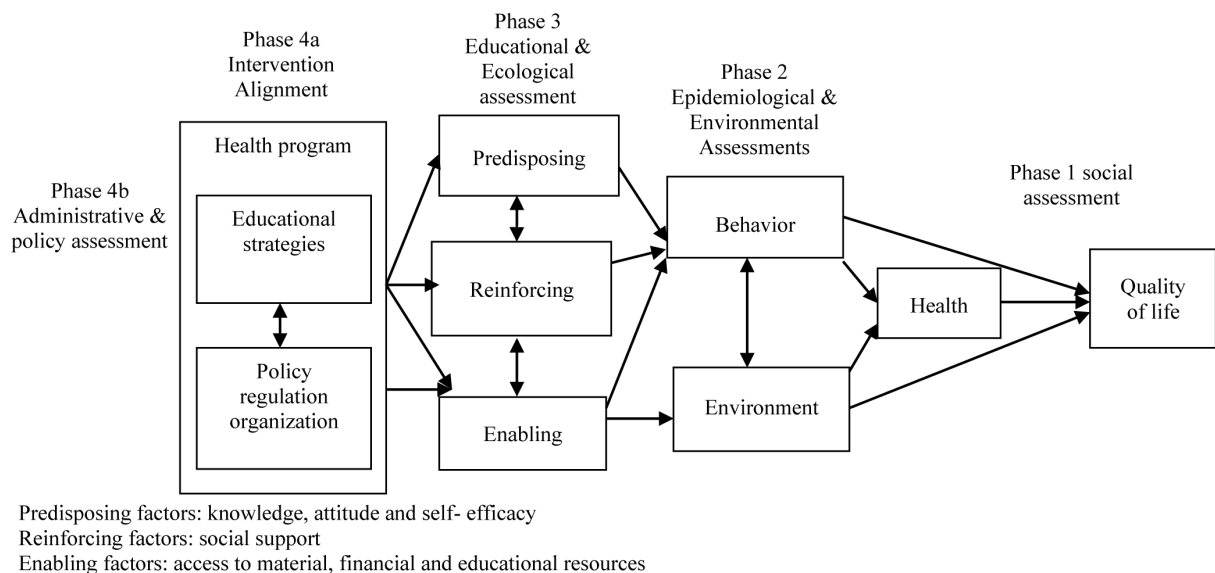 Phase 4a
Intervention
Alignment
Phase 3
Educational &
Ecological
assessment
Phase 2
Epidemiological &
Environmental
Assessments
Phase 1 social
assessment
Phase 4b
Administrative &
policy assessment
Health program
Educational
strategies
Policy
regulation
organization
Predisposing
Reinforcing
Enabling
Behavior
Environment
Health
Quality
of life
Predisposing factors: knowledge, attitude and self- efficacy
Reinforcing factors: social support
Enabling factors: access to material, financial and educational resources